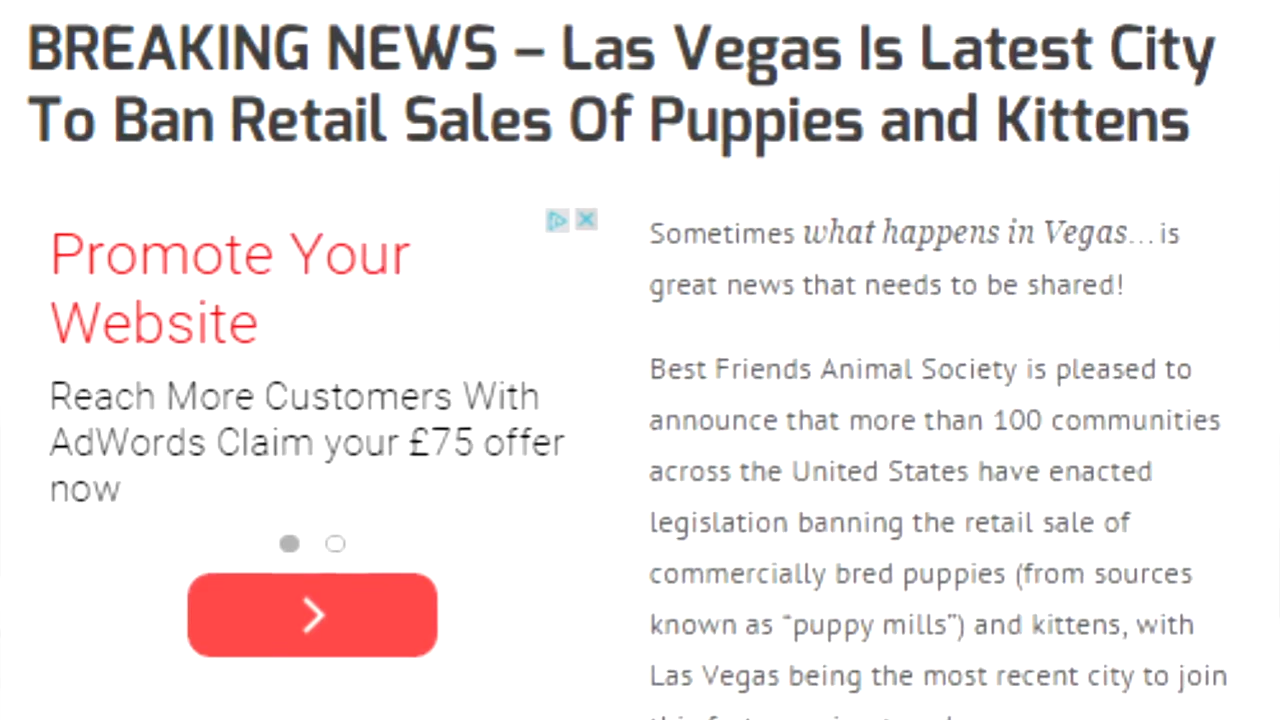 BREAKING NEWS – Las Vegas Is Latest City
To Ban Retail Sales Of Puppies and Kittens
Promote Your
Website
Reach More Customers With
AdWords Claim your £75 offer
now
Sometimes what happens in Vegas... is
great news that needs to be shared!
Best Friends Animal Society is pleased to
announce that more than 100 communities
across the United States have enacted
legislation banning the retail sale of
commercially bred puppies (from sources
known as “puppy mills”) and kittens, with
Las Vegas being the most recent city to join